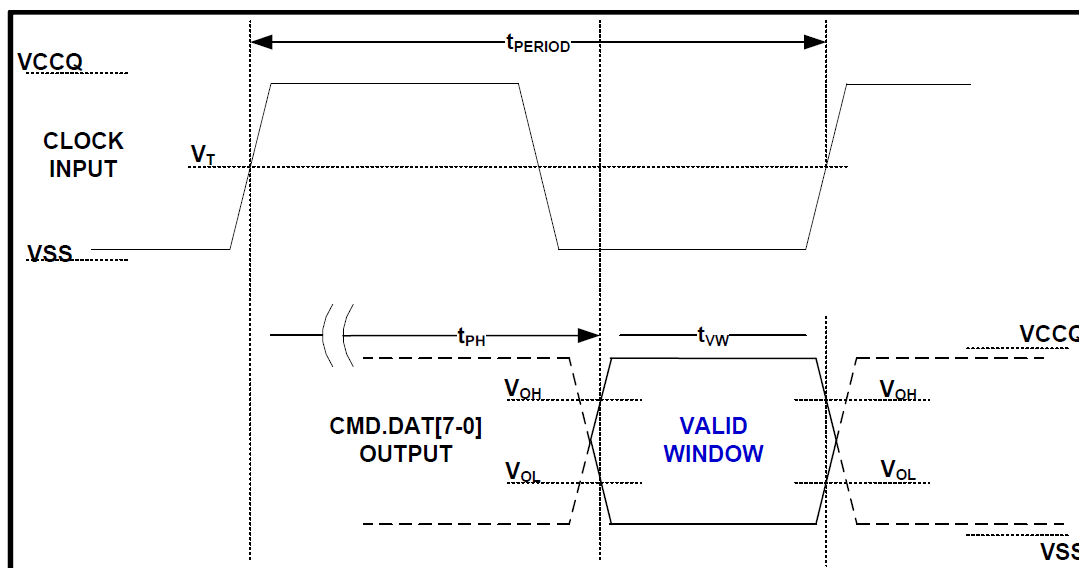 tPERIOD
VCCQ
CLOCK
INPUT
VT
VSS
tPH
tVW
VCCQ
VOH
VOH
CMD.DAT[7-0]
OUTPUT
VALID
WINDOW
VOL
VOL
VSS